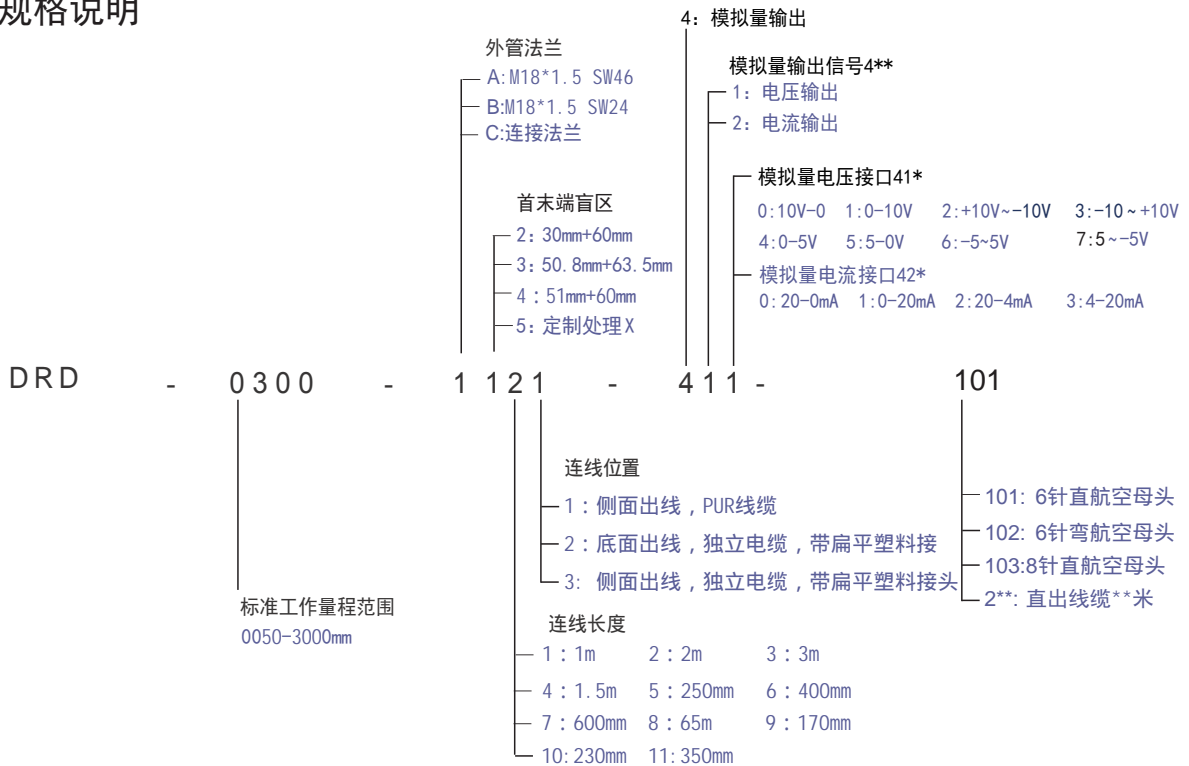 规格说明
4: 模拟量输出
外管法兰
A:M18*1.5 SW46
B:M18*1.5 SW24
C:连接法兰
模拟量输出信号4**
1: 电压输出
2: 电流输出
首末端盲区
2: 30mm+60mm
3: 50.8mm+63.5mm
4：51mm+60mm
5: 定制处理X
模拟量电压接口41*
0:10V-0 1:0-10V 2:+10V~-10V 3:-10~+10V
4:0-5V 5:5-0V 6:-5~5V 7:5~-5V
模拟量电流接口42*
0:20-0mA 1:0-20mA 2:20-4mA 3:4-20mA
DRD - 0300 - 1121 - 411- 101
标准工作量程范围
0050-3000mm
连线位置
1：侧面出线，PUR线缆
2：底面出线，独立电缆，带扁平塑料接
3: 侧面出线，独立电缆，带扁平塑料接头
连线长度
1：1m 2：2m 3：3m
4：1.5m 5：250mm 6：400mm
7：600mm 8：65m 9：170mm
10:230mm 11:350mm
101: 6针直航空母头
102: 6针弯航空母头
103:8针直航空母头
2**: 直出线缆**米